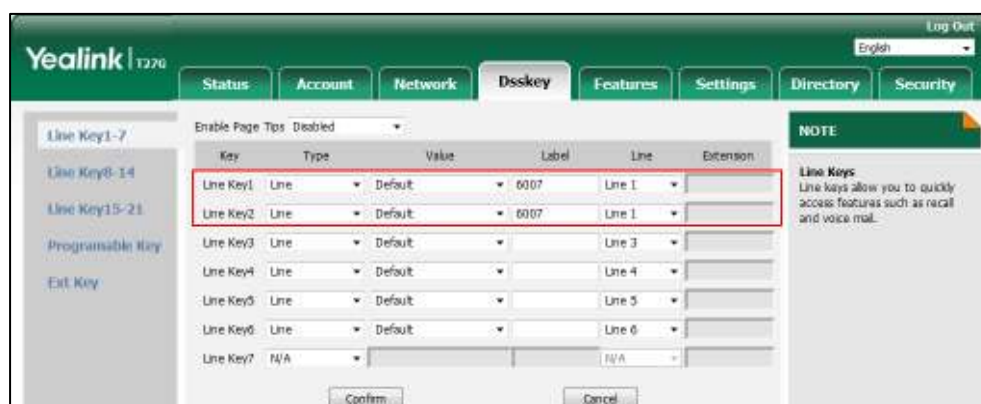 Log Out
Yealink T27G
English
Status Account Network Dsskey Features Settings Directory Security
Line Key1-7
Line Key8-14
Line Key15-21
Programable Key
Ext Key
Enable Page Tips Disabled
Key Type Value Label Line Extension
Line Key1 Line Default 6007 Line 1
Line Key2 Line Default 6007 Line 1
Line Key3 Line Default Line 3
Line Key4 Line Default Line 4
Line Key5 Line Default Line 5
Line Key6 Line Default Line 6
Line Key7 N/A N/A
Confirm Cancel
NOTE
Line Keys
Line keys allow you to quickly
access features such as recall
and voice mail.